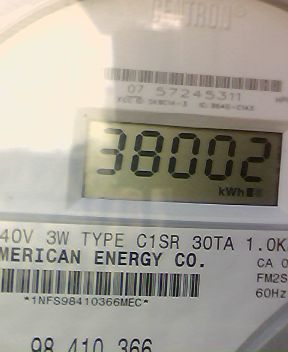 CENTRON®
07 57245311
38002
kWh
40V 3W TYPE C1SR 30TA 1.0K
MERICAN ENERGY CO.
CA 0
FM2S
60Hz
*1NFS98410366MEC*
98 410 366